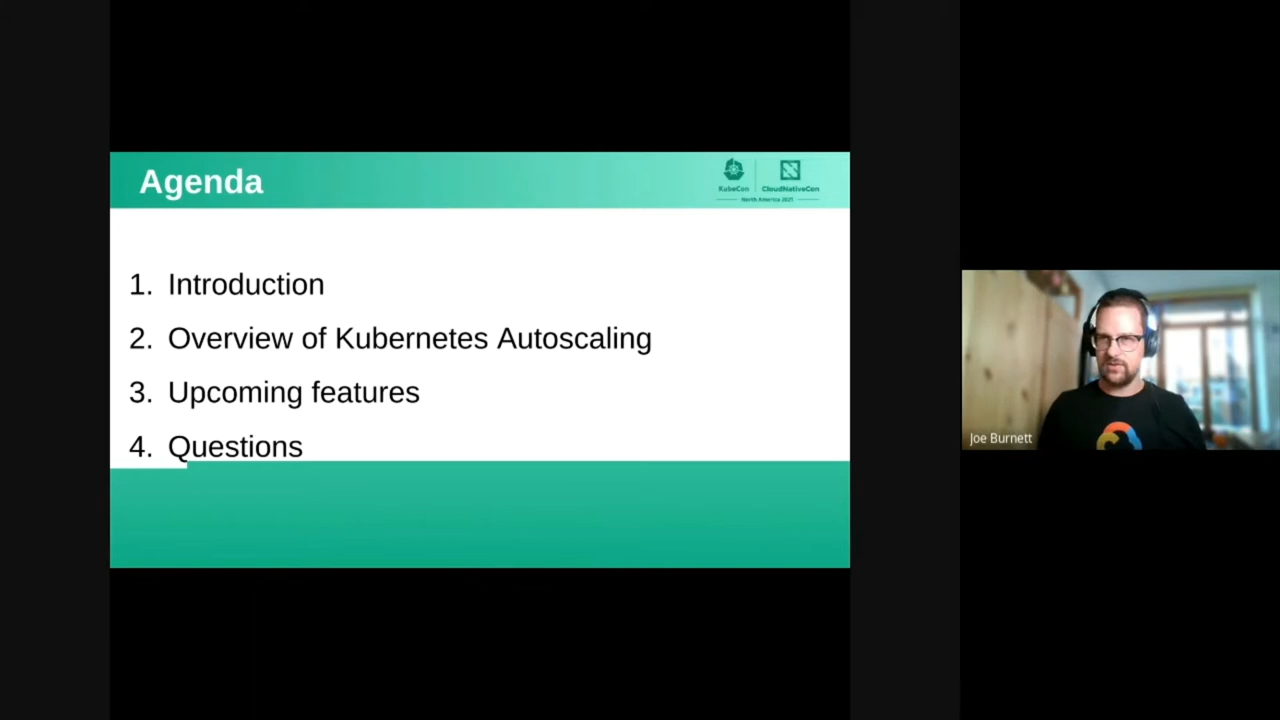 Agenda
KubeCon
CloudNativeCon
North America 2021
1. Introduction
2. Overview of Kubernetes Autoscaling
3. Upcoming features
4. Questions
Joe Burnett